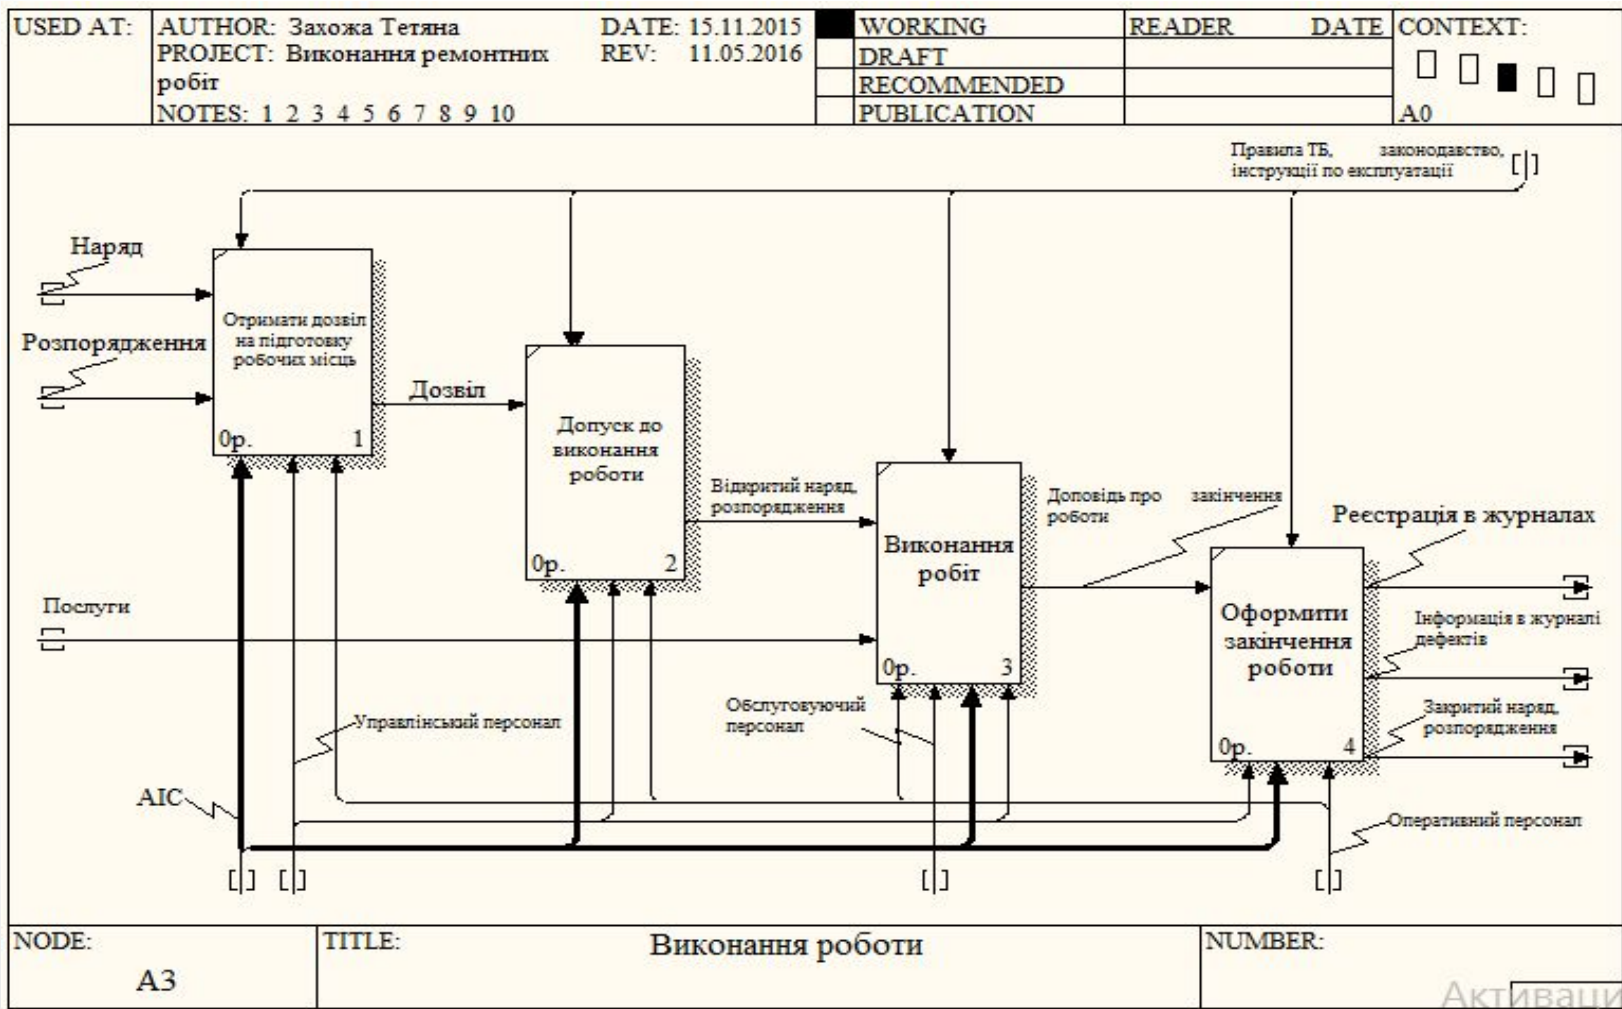 USED AT:
AUTHOR: Захожа Тетяна
DATE: 15.11.2015
PROJECT: Виконання ремонтних
REV: 11.05.2016
робіт
NOTES: 1 2 3 4 5 6 7 8 9 10
WORKING
DRAFT
RECOMMENDED
PUBLICATION
READER DATE
CONTEXT:
A0
Правила ТБ, законодавство,
інструкції по експлуатації
Наряд
Розпорядження
Отримати дозвіл
на підготовку
робочих місць
0р. 1
Дозвіл
Допуск до
виконання
роботи
0р. 2
Відкритий наряд,
розпорядження
Послуги
Виконання
робіт
0р. 3
Доповідь про закінчення
роботи
Оформити
закінчення
роботи
0р. 4
Реєстрація в журналах
Інформація в журналі
дефектів
Закритий наряд,
розпорядження
Управлінський персонал
Обслуговуючий
персонал
АІС
Оперативний персонал
NODE:
A3
TITLE:
Виконання роботи
NUMBER:
Активаци